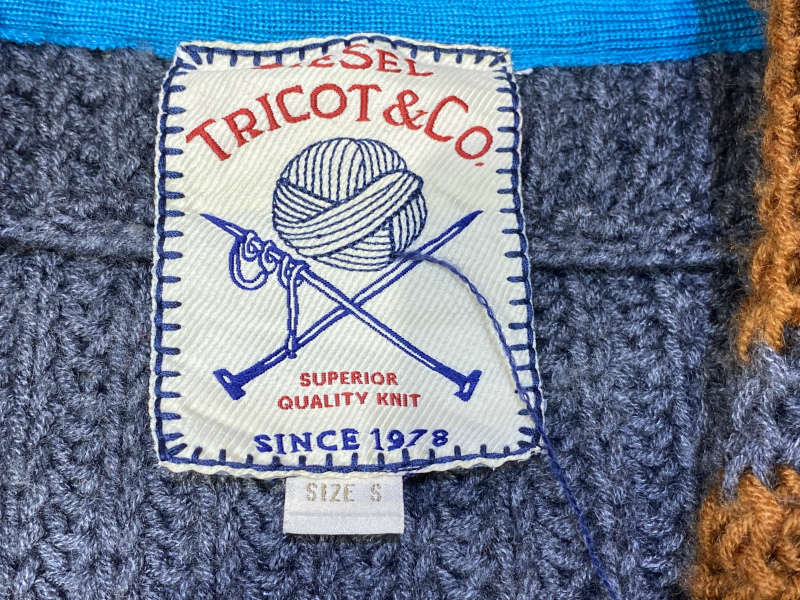 DIESEL
TRICOT & CO.
SUPERIOR
QUALITY KNIT
SINCE 1978
SIZE S